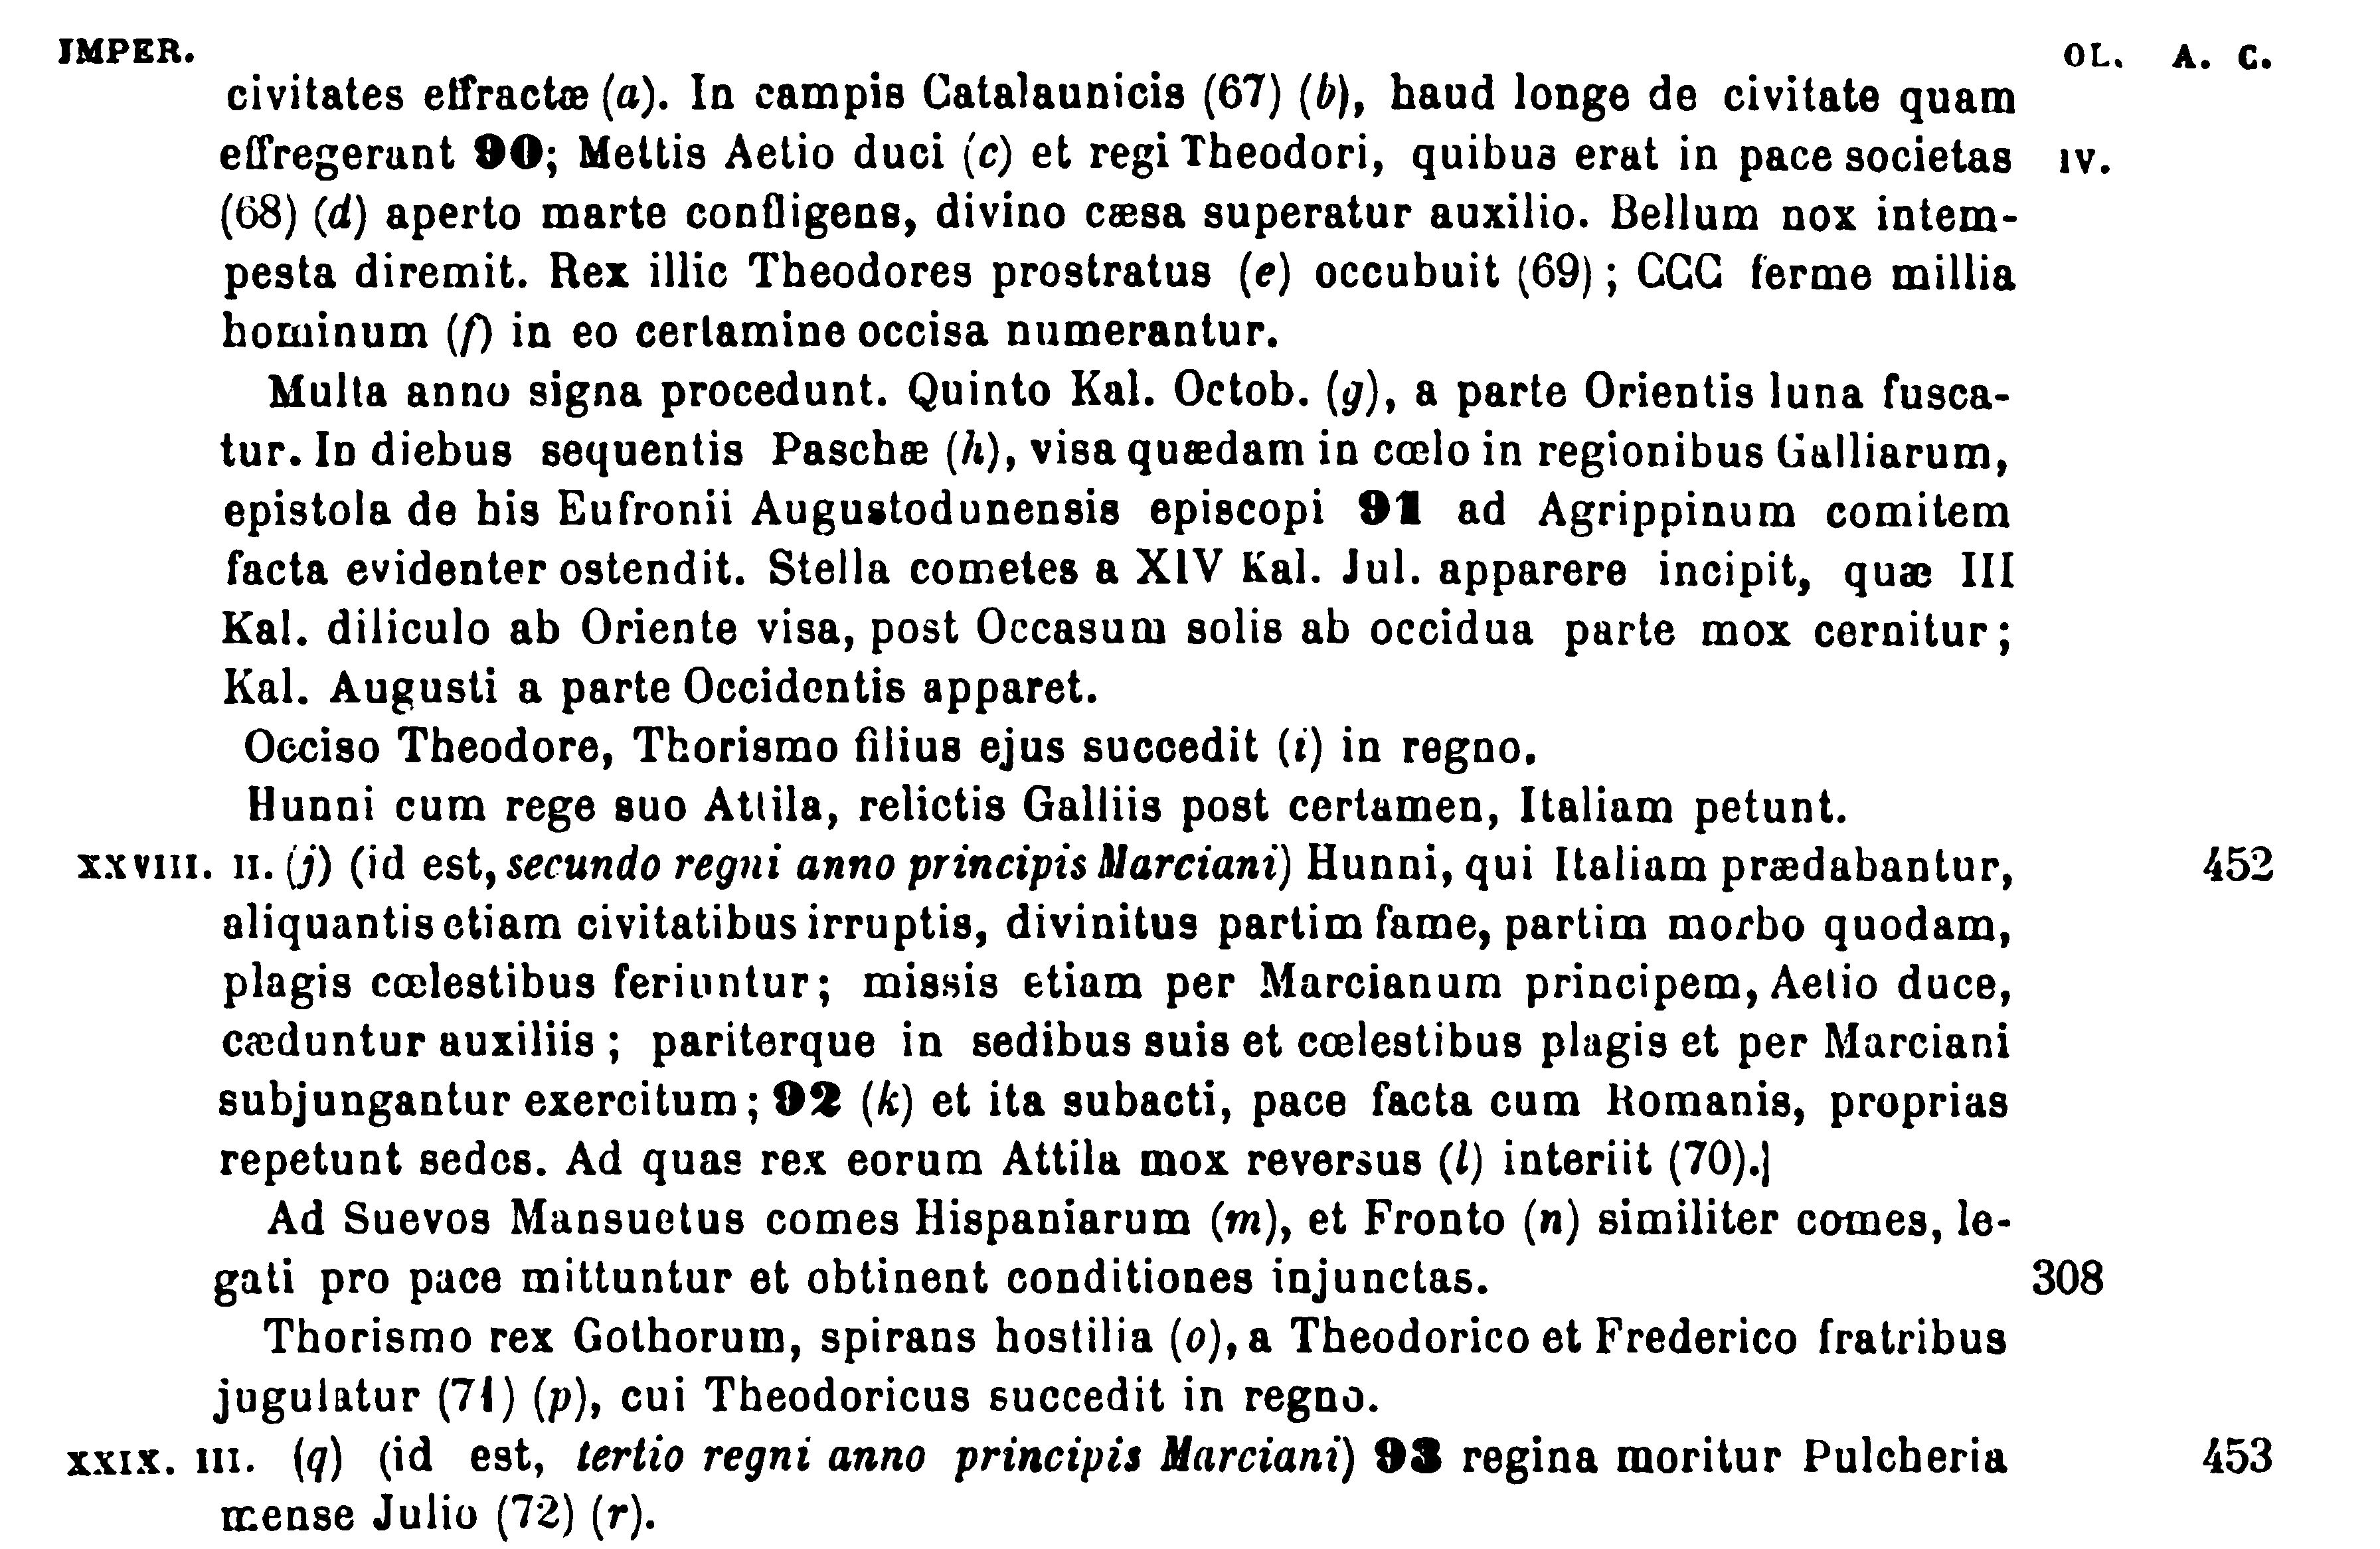 IMPER. OL. A. C.
civitates effractæ (a). In campis Catalaunicis (67) (b), haud longe de civitate quam
effregerunt 90; Mettis Aetio duci (c) et regi Theodori, quibus erat in pace societas IV.
(68) (d) aperto marte confligens, divino cæsa superatur auxilio. Bellum nox intem-
pesta diremit. Rex illic Theodores prostratus (e) occubuit (69); CCC ferme millia
hominum (f) in eo certamine occisa numerantur.
Multa anno signa procedunt. Quinto Kal. Octob. (g), a parte Orientis luna fusca-
tur. In diebus sequentis Paschæ (h), visa quædam in cœlo in regionibus Galliarum,
epistola de his Eufronii Augustodunensis episcopi 91 ad Agrippinum comitem
facta evidenter ostendit. Stella cometes a XIV Kal. Jul. apparere incipit, quæ III
Kal. diliculo ab Oriente visa, post Occasum solis ab occidua parte mox cernitur;
Kal. Augusti a parte Occidentis apparet.
Occiso Theodore, Thorismo filius ejus succedit (i) in regno.
Hunni cum rege suo Attila, relictis Galliis post certamen, Italiam petunt.
XXVIII. II. (j) (id est, secundo regni anno principis Marciani) Hunni, qui Italiam prædabantur, 452
aliquantis etiam civitatibus irruptis, divinitus partim fame, partim morbo quodam,
plagis cœlestibus feriuntur; missis etiam per Marcianum principem, Aetio duce,
cæduntur auxiliis; pariterque in sedibus suis et cœlestibus plagis et per Marciani
subjungantur exercitum; 92 (k) et ita subacti, pace facta cum Romanis, proprias
repetunt sedes. Ad quas rex eorum Attila mox reversus (l) interiit (70).]
Ad Suevos Mansuetus comes Hispaniarum (m), et Fronto (n) similiter comes, le-
gati pro pace mittuntur et obtinent conditiones injunctas. 308
Thorismo rex Gothorum, spirans hostilia (o), a Theodorico et Frederico fratribus
jugulatur (71) (p), cui Theodoricus succedit in regno.
XXIX. III. (q) (id est, tertio regni anno principis Marciani) 93 regina moritur Pulcheria 453
mense Julio (72) (r).